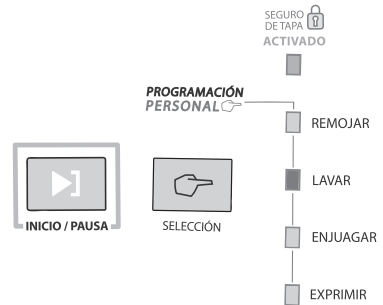 SEGURO
DE TAPA
ACTIVADO
PROGRAMACIÓN
PERSONAL
REMOJAR
LAVAR
INICIO / PAUSA
SELECCIÓN
ENJUAGAR
EXPRIMIR